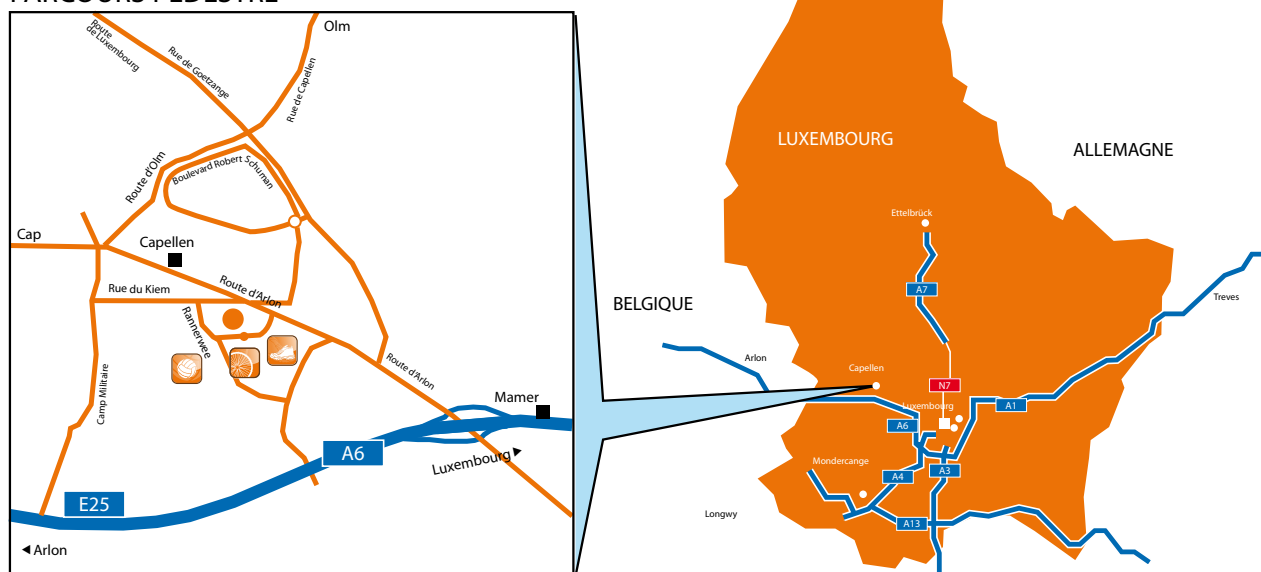 PARCOURS PEDESTRE
Olm
Route
de Luxembourg
Rue de Goetzange
Rue de Capellen
Route d'Olm
Boulevard Robert Schuman
Cap
Capellen
Rue du Kiem
Route d'Arlon
Rannerwee
Camp Militaire
Route d'Arlon
Mamer
A6
Luxembourg
E25
Arlon
LUXEMBOURG
ALLEMAGNE
Ettelbrück
A7
BELGIQUE
Treves
Arlon
Capellen
N7
Luxembourg
A1
A6
Mondercange
A4
A3
Longwy
A13